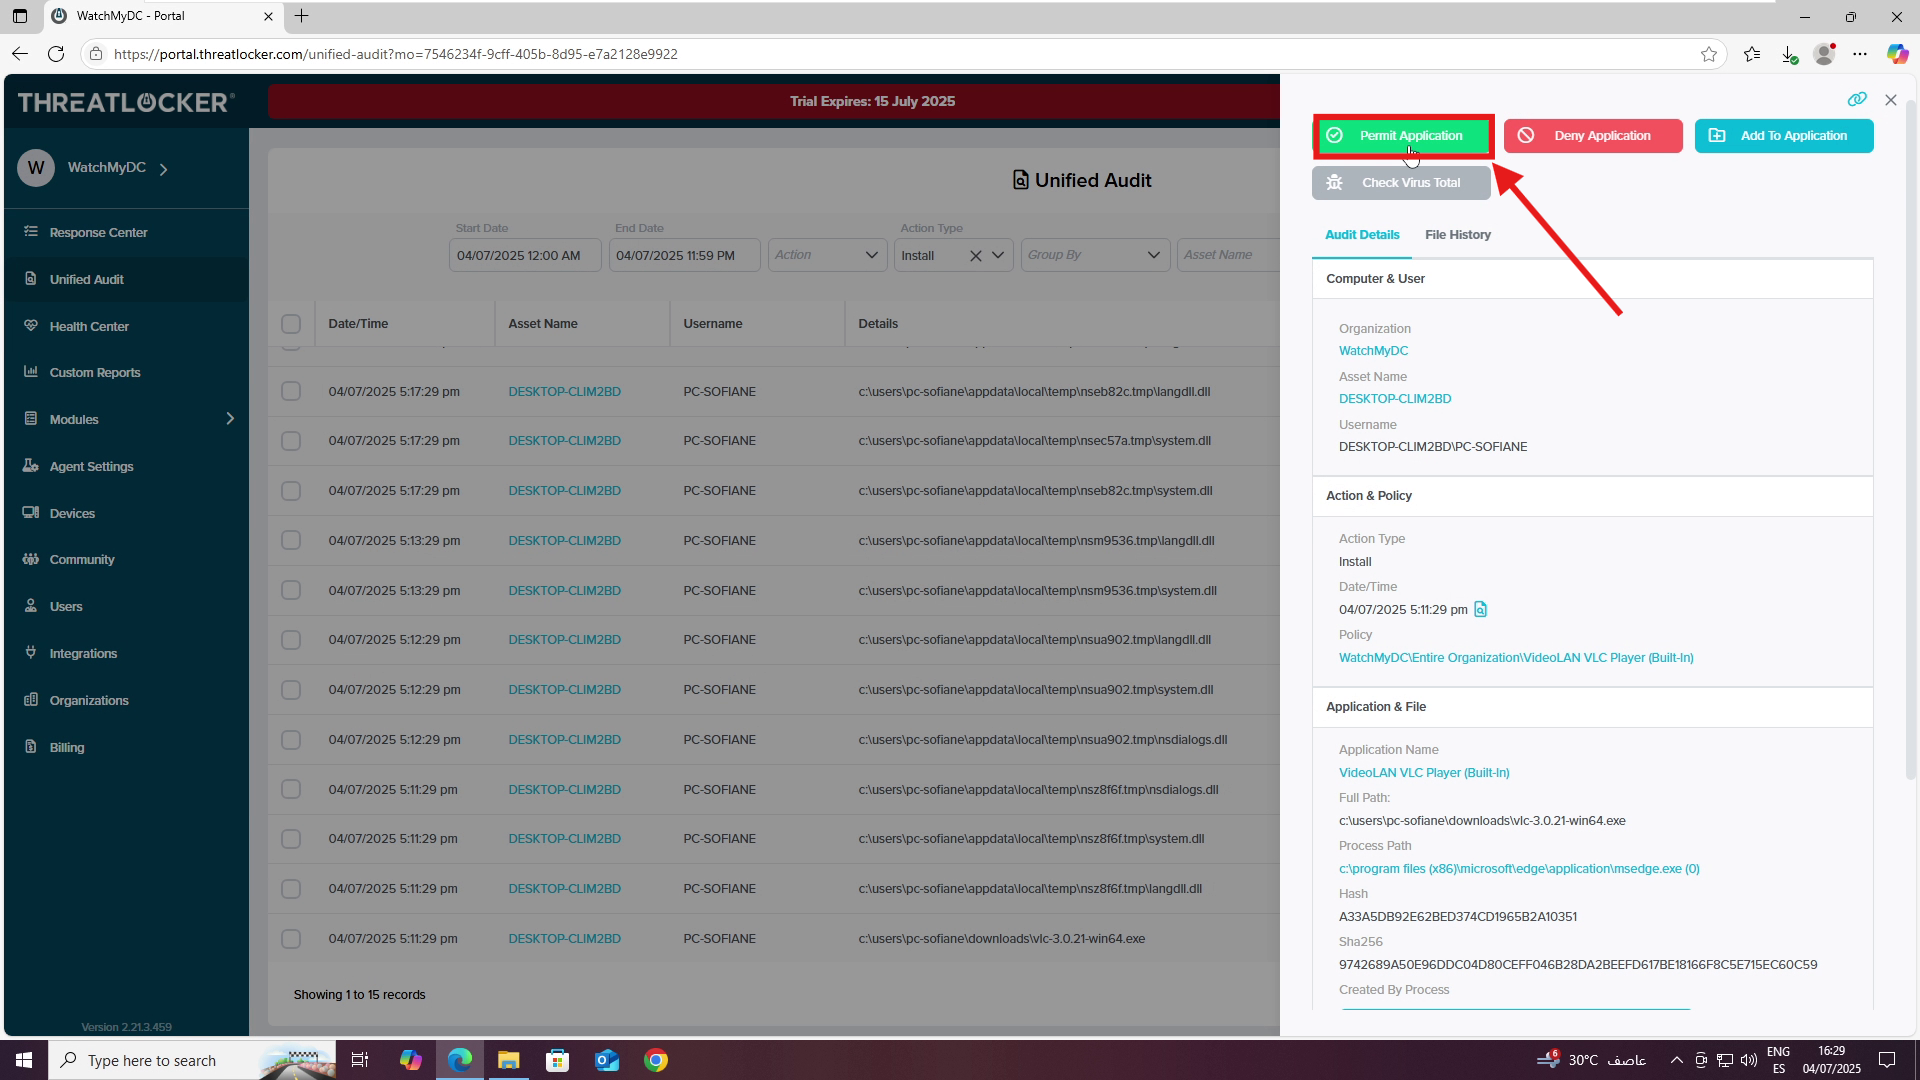 WatchMyDC - Portal
https://portal.threatlocker.com/unified-audit?mo=7546234f-9cff-405b-8d95-e7a2128e9922
THREATLOCKER
Trial Expires: 15 July 2025
W
WatchMyDC
Response Center
Unified Audit
Health Center
Custom Reports
Modules
Agent Settings
Devices
Community
Users
Integrations
Organizations
Billing
Version 2.21.3.459
Unified Audit
Start Date
End Date
Action Type
04/07/2025 12:00 AM
04/07/2025 11:59 PM
Action
Install
Group By
Asset Name
Date/Time Asset Name Username Details
04/07/2025 5:17:29 pm DESKTOP-CLIM2BD PC-SOFIANE c:\users\pc-sofiane\appdata\local\temp\nseb82c.tmp\langdll.dll
04/07/2025 5:17:29 pm DESKTOP-CLIM2BD PC-SOFIANE c:\users\pc-sofiane\appdata\local\temp\nsec57a.tmp\system.dll
04/07/2025 5:17:29 pm DESKTOP-CLIM2BD PC-SOFIANE c:\users\pc-sofiane\appdata\local\temp\nseb82c.tmp\system.dll
04/07/2025 5:13:29 pm DESKTOP-CLIM2BD PC-SOFIANE c:\users\pc-sofiane\appdata\local\temp\nsm9536.tmp\langdll.dll
04/07/2025 5:13:29 pm DESKTOP-CLIM2BD PC-SOFIANE c:\users\pc-sofiane\appdata\local\temp\nsm9536.tmp\system.dll
04/07/2025 5:12:29 pm DESKTOP-CLIM2BD PC-SOFIANE c:\users\pc-sofiane\appdata\local\temp\nsua902.tmp\langdll.dll
04/07/2025 5:12:29 pm DESKTOP-CLIM2BD PC-SOFIANE c:\users\pc-sofiane\appdata\local\temp\nsua902.tmp\system.dll
04/07/2025 5:12:29 pm DESKTOP-CLIM2BD PC-SOFIANE c:\users\pc-sofiane\appdata\local\temp\nsua902.tmp\nsdialogs.dll
04/07/2025 5:11:29 pm DESKTOP-CLIM2BD PC-SOFIANE c:\users\pc-sofiane\appdata\local\temp\nsz8f6f.tmp\nsdialogs.dll
04/07/2025 5:11:29 pm DESKTOP-CLIM2BD PC-SOFIANE c:\users\pc-sofiane\appdata\local\temp\nsz8f6f.tmp\system.dll
04/07/2025 5:11:29 pm DESKTOP-CLIM2BD PC-SOFIANE c:\users\pc-sofiane\appdata\local\temp\nsz8f6f.tmp\langdll.dll
04/07/2025 5:11:29 pm DESKTOP-CLIM2BD PC-SOFIANE c:\users\pc-sofiane\downloads\vlc-3.0.21-win64.exe
Showing 1 to 15 records
Permit Application
Deny Application
Add To Application
Check Virus Total
Audit Details
File History
Computer & User
Organization
WatchMyDC
Asset Name
DESKTOP-CLIM2BD
Username
DESKTOP-CLIM2BD\PC-SOFIANE
Action & Policy
Action Type
Install
Date/Time
04/07/2025 5:11:29 pm
Policy
WatchMyDC\Entire Organization\VideoLAN VLC Player (Built-In)
Application & File
Application Name
VideoLAN VLC Player (Built-In)
Full Path:
c:\users\pc-sofiane\downloads\vlc-3.0.21-win64.exe
Process Path
c:\program files (x86)\microsoft\edge\application\msedge.exe (0)
Hash
A33A5DB92E62BED374CD1965B2A10351
Sha256
9742689A50E96DDC04D80CEFF046B28DA2BEEFD617BE18166F8C5E715EC60C59
Created By Process
Type here to search
6
30°C عاصف
ENG
ES
16:29
04/07/2025